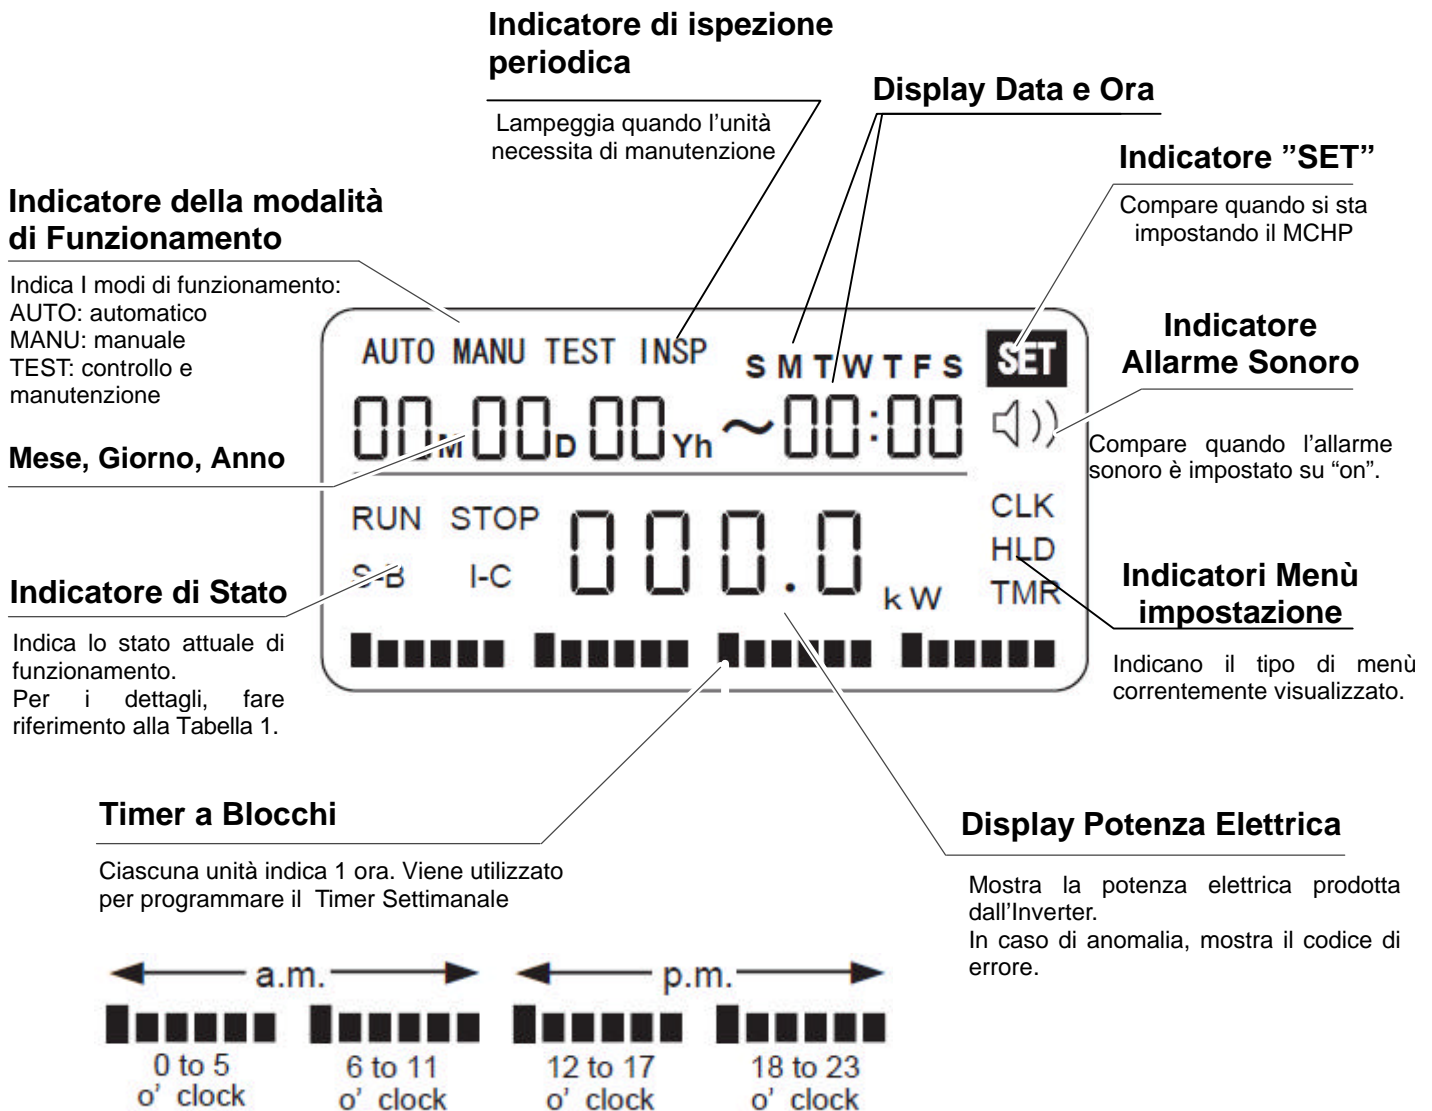 Indicatore di ispezione
periodica
Lampeggia quando l’unità
necessita di manutenzione
Display Data e Ora
Indicatore ”SET”
Compare quando si sta
impostando il MCHP
Indicatore della modalità
di Funzionamento
Indica I modi di funzionamento:
AUTO: automatico
MANU: manuale
TEST: controllo e
manutenzione
Mese, Giorno, Anno
Indicatore
Allarme Sonoro
Compare quando l’allarme
sonoro è impostato su “on”.
AUTO MANU TEST INSP
S M T W T F S
SET
00 M 00 D 00 Yh ~ 00:00
RUN STOP
S-B I-C
000.0 kW
CLK
HLD
TMR
Indicatore di Stato
Indica lo stato attuale di
funzionamento.
Per i dettagli, fare
riferimento alla Tabella 1.
Indicatori Menù
impostazione
Indicano il tipo di menù
correntemente visualizzato.
Timer a Blocchi
Ciascuna unità indica 1 ora. Viene utilizzato
per programmare il Timer Settimanale
Display Potenza Elettrica
Mostra la potenza elettrica prodotta
dall’Inverter.
In caso di anomalia, mostra il codice di
errore.
a.m.
p.m.
0 to 5
o’ clock
6 to 11
o’ clock
12 to 17
o’ clock
18 to 23
o’ clock